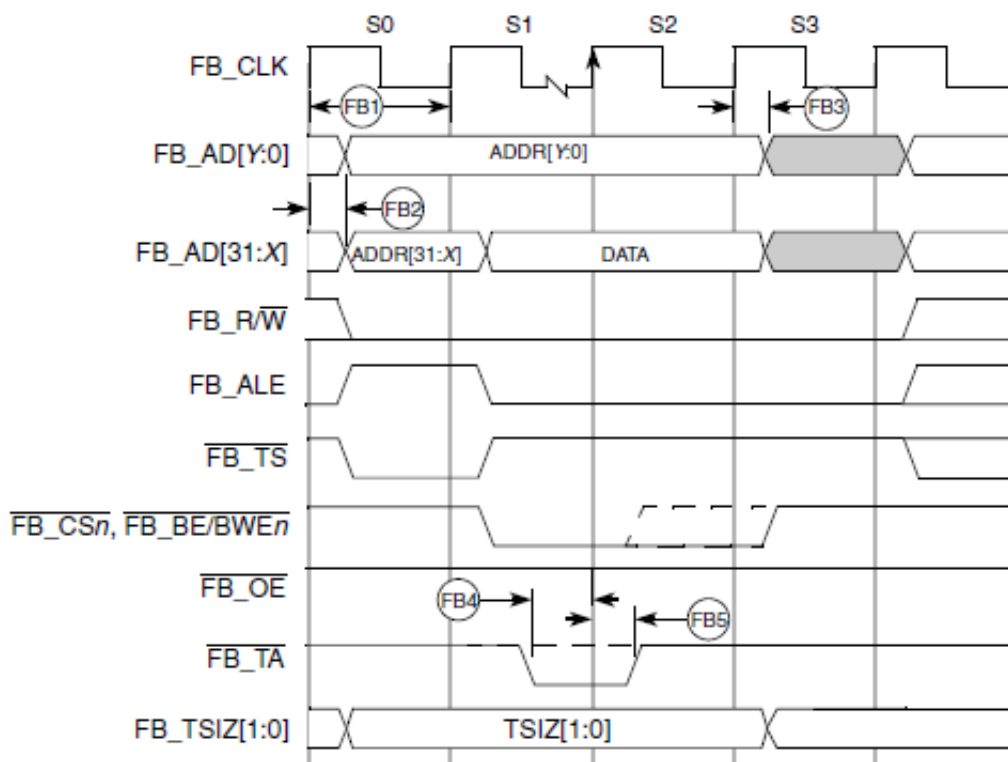 S0 S1 S2 S3
FB_CLK
FB1 FB3
FB_AD[Y:0] ADDR[Y:0]
FB2
FB_AD[31:X] ADDR[31:X] DATA
FB_R/W
FB_ALE
FB_TS
FB_CSn, FB_BE/BWEn
FB_OE
FB4 FB5
FB_TA
FB_TSIZ[1:0] TSIZ[1:0]